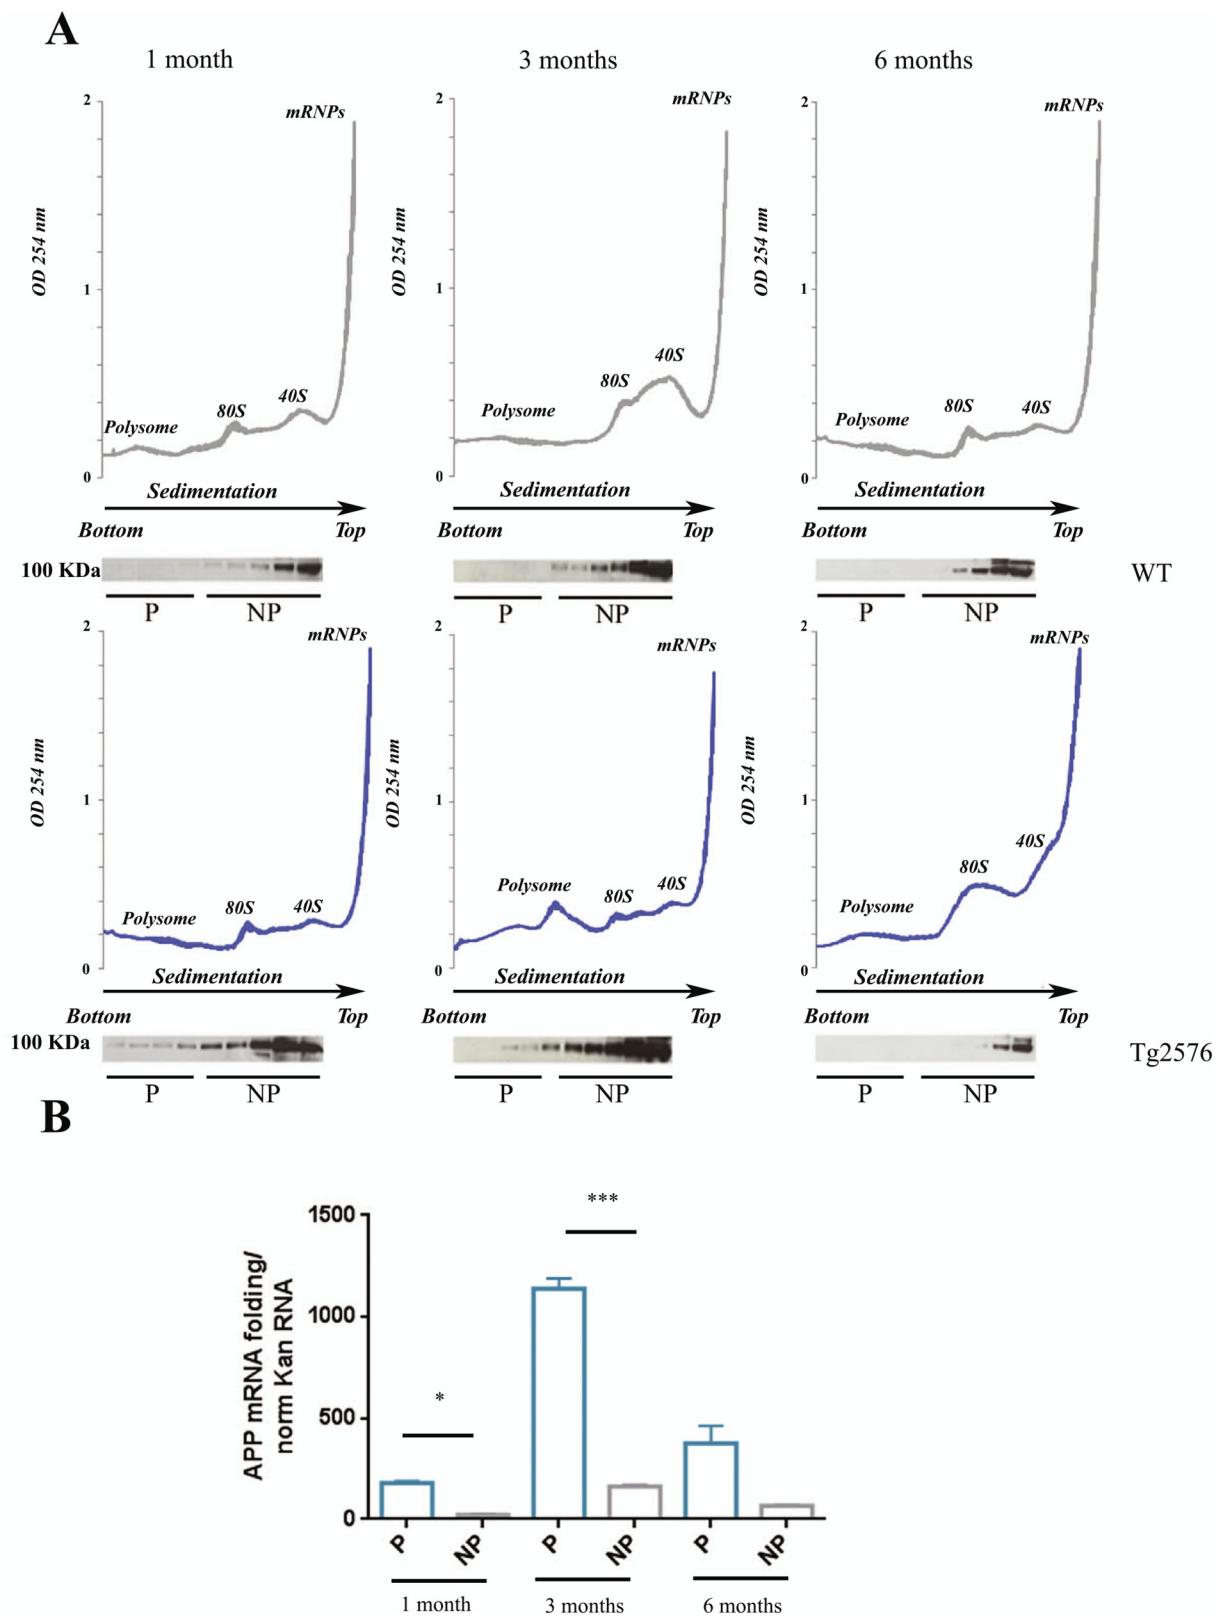 A
1 month
3 months
6 months
2
mRNPs
2
mRNPs
2
mRNPs
OD 254 nm
OD 254 nm
OD 254 nm
1
1
1
Polysome
80S
40S
Polysome
80S
40S
Polysome
80S
40S
0
0
0
Sedimentation
Sedimentation
Sedimentation
Bottom
Top
Bottom
Top
Bottom
Top
100 KDa
WT
P
NP
P
NP
P
NP
2
mRNPs
2
mRNPs
2
mRNPs
OD 254 nm
OD 254 nm
OD 254 nm
1
1
1
Polysome
80S
40S
Polysome
80S
40S
Polysome
80S
40S
0
0
0
Sedimentation
Sedimentation
Sedimentation
Bottom
Top
Bottom
Top
Bottom
Top
100 KDa
Tg2576
P
NP
P
NP
P
NP
B
APP mRNA folding/
norm Kan RNA
1500
1000
500
0
*
***
P
NP
P
NP
P
NP
1 month
3 months
6 months